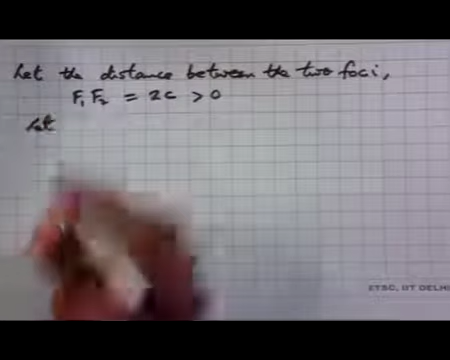 Let the distance between the two foci,
F₁F₂ = 2c > 0
Let
ETSC, IIT DELHI